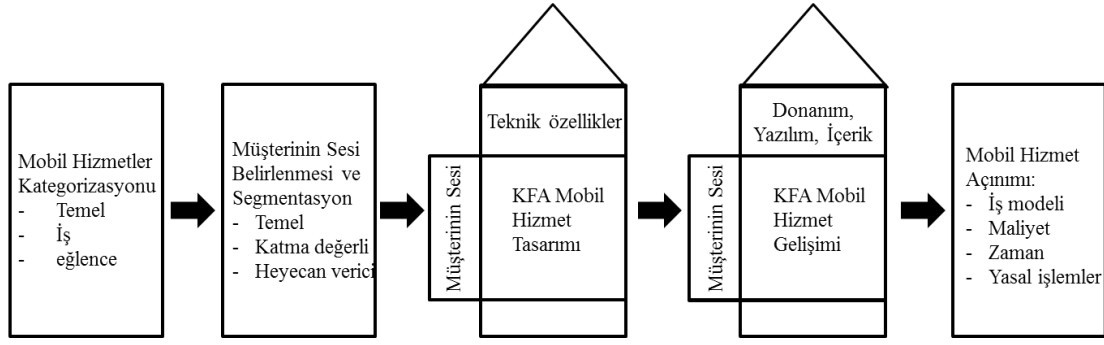 Mobil Hizmetler
Kategorizasyonu
- Temel
- İş
- eğlence
Müşterinin Sesi
Belirlenmesi ve
Segmentasyon
- Temel
- Katma değerli
- Heyecan verici
Teknik özellikler
Müşterinin Sesi
KFA Mobil
Hizmet
Tasarımı
Donanım,
Yazılım, İçerik
Müşterinin Sesi
KFA Mobil
Hizmet
Gelişimi
Mobil Hizmet
Açınımı:
- İş modeli
- Maliyet
- Zaman
- Yasal işlemler